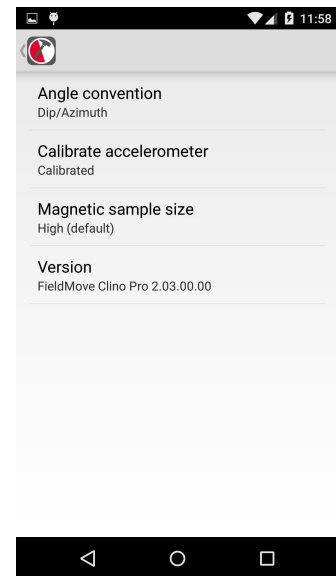 11:58
Angle convention
Dip/Azimuth
Calibrate accelerometer
Calibrated
Magnetic sample size
High (default)
Version
FieldMove Clino Pro 2.03.00.00